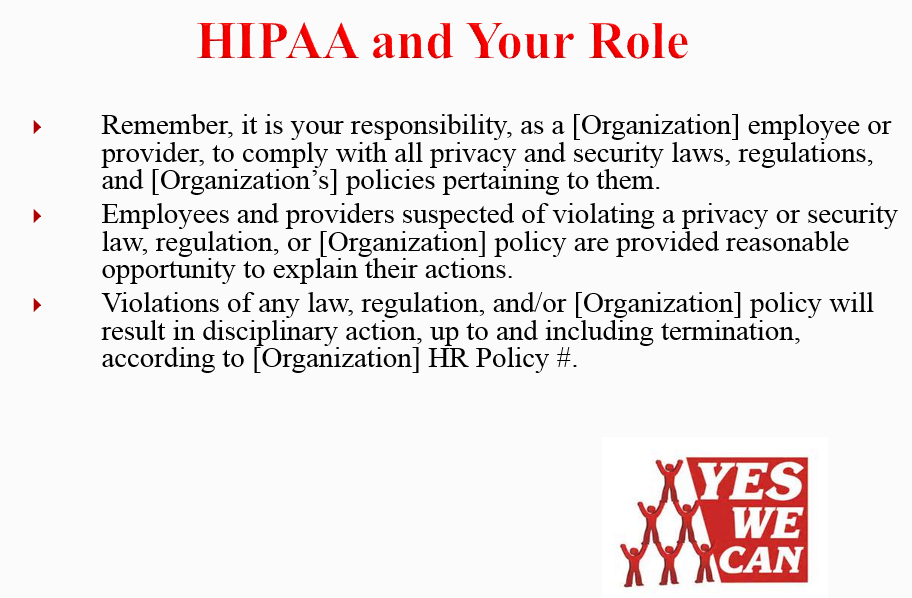 HIPAA and Your Role
Remember, it is your responsibility, as a [Organization] employee or
provider, to comply with all privacy and security laws, regulations,
and [Organization’s] policies pertaining to them.
Employees and providers suspected of violating a privacy or security
law, regulation, or [Organization] policy are provided reasonable
opportunity to explain their actions.
Violations of any law, regulation, and/or [Organization] policy will
result in disciplinary action, up to and including termination,
according to [Organization] HR Policy #.
YES
WE
CAN